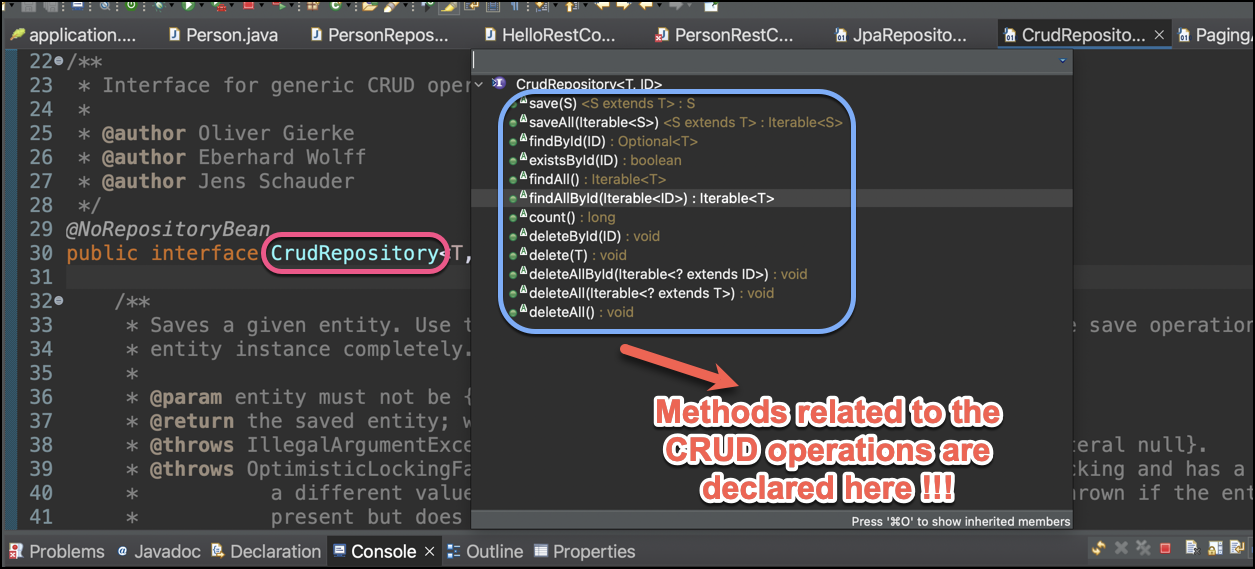 application.... Person.java PersonRepos... HelloRestCo... PersonRestC... JpaReposito... CrudReposito... Paging
22 /**
23 * Interface for generic CRUD oper
24 *
25 * @author Oliver Gierke
26 * @author Eberhard Wolff
27 * @author Jens Schauder
28 */
29 @NoRepositoryBean
30 public interface CrudRepository<T,
31
32 /**
33 * Saves a given entity. Use t
34 * entity instance completely.
35 *
36 * @param entity must not be {
37 * @return the saved entity; w
38 * @throws IllegalArgumentExce
39 * @throws OptimisticLockingFa
40 * a different value
41 * present but does
CrudRepository<T, ID>
save(S) <S extends T> : S
saveAll(Iterable<S>) <S extends T> : Iterable<S>
findById(ID) : Optional<T>
existsById(ID) : boolean
findAll() : Iterable<T>
findAllById(Iterable<ID>) : Iterable<T>
count() : long
deleteById(ID) : void
delete(T) : void
deleteAllById(Iterable<? extends ID>) : void
deleteAll(Iterable<? extends T>) : void
deleteAll() : void
Methods related to the
CRUD operations are
declared here !!!
Press '⌘O' to show inherited members
e save operation
teral null}.
cking and has a
hrown if the ent
Problems Javadoc Declaration Console Outline Properties